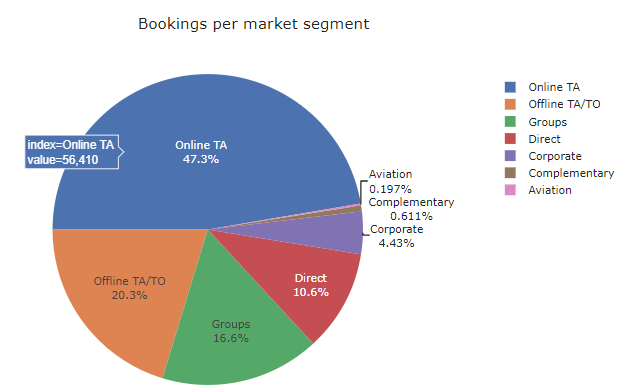 Bookings per market segment
Online TA
47.3%
index=Online TA
value=56,410
Aviation
0.197%
Complementary
0.611%
Corporate
4.43%
Direct
10.6%
Groups
16.6%
Offline TA/TO
20.3%
Online TA
Offline TA/TO
Groups
Direct
Corporate
Complementary
Aviation